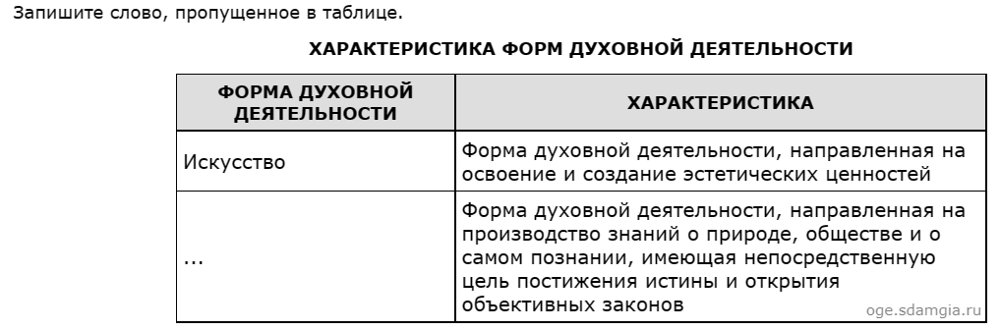 Запишите слово, пропущенное в таблице.
ХАРАКТЕРИСТИКА ФОРМ ДУХОВНОЙ ДЕЯТЕЛЬНОСТИ
ФОРМА ДУХОВНОЙ
ДЕЯТЕЛЬНОСТИ
ХАРАКТЕРИСТИКА
Искусство
Форма духовной деятельности, направленная на
освоение и создание эстетических ценностей
...
Форма духовной деятельности, направленная на
производство знаний о природе, обществе и о
самом познании, имеющая непосредственную
цель постижения истины и открытия
объективных законов
oge.sdamgia.ru